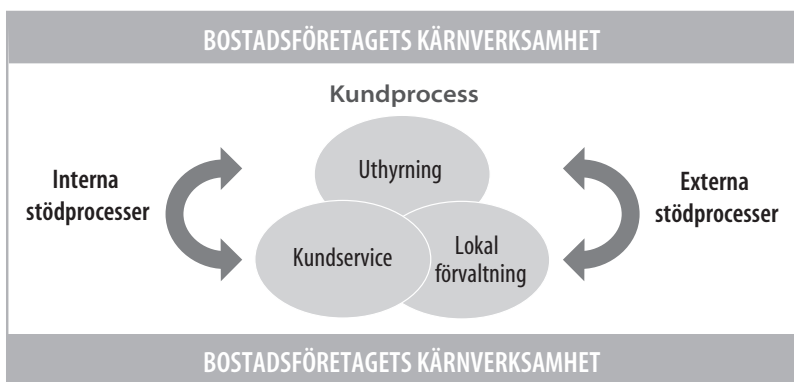 BOSTADSFÖRETAGETS KÄRNVERKSAMHET
Kundprocess
Uthyrning
Interna
stödprocesser
Externa
stödprocesser
Kundservice
Lokal
förvaltning
BOSTADSFÖRETAGETS KÄRNVERKSAMHET